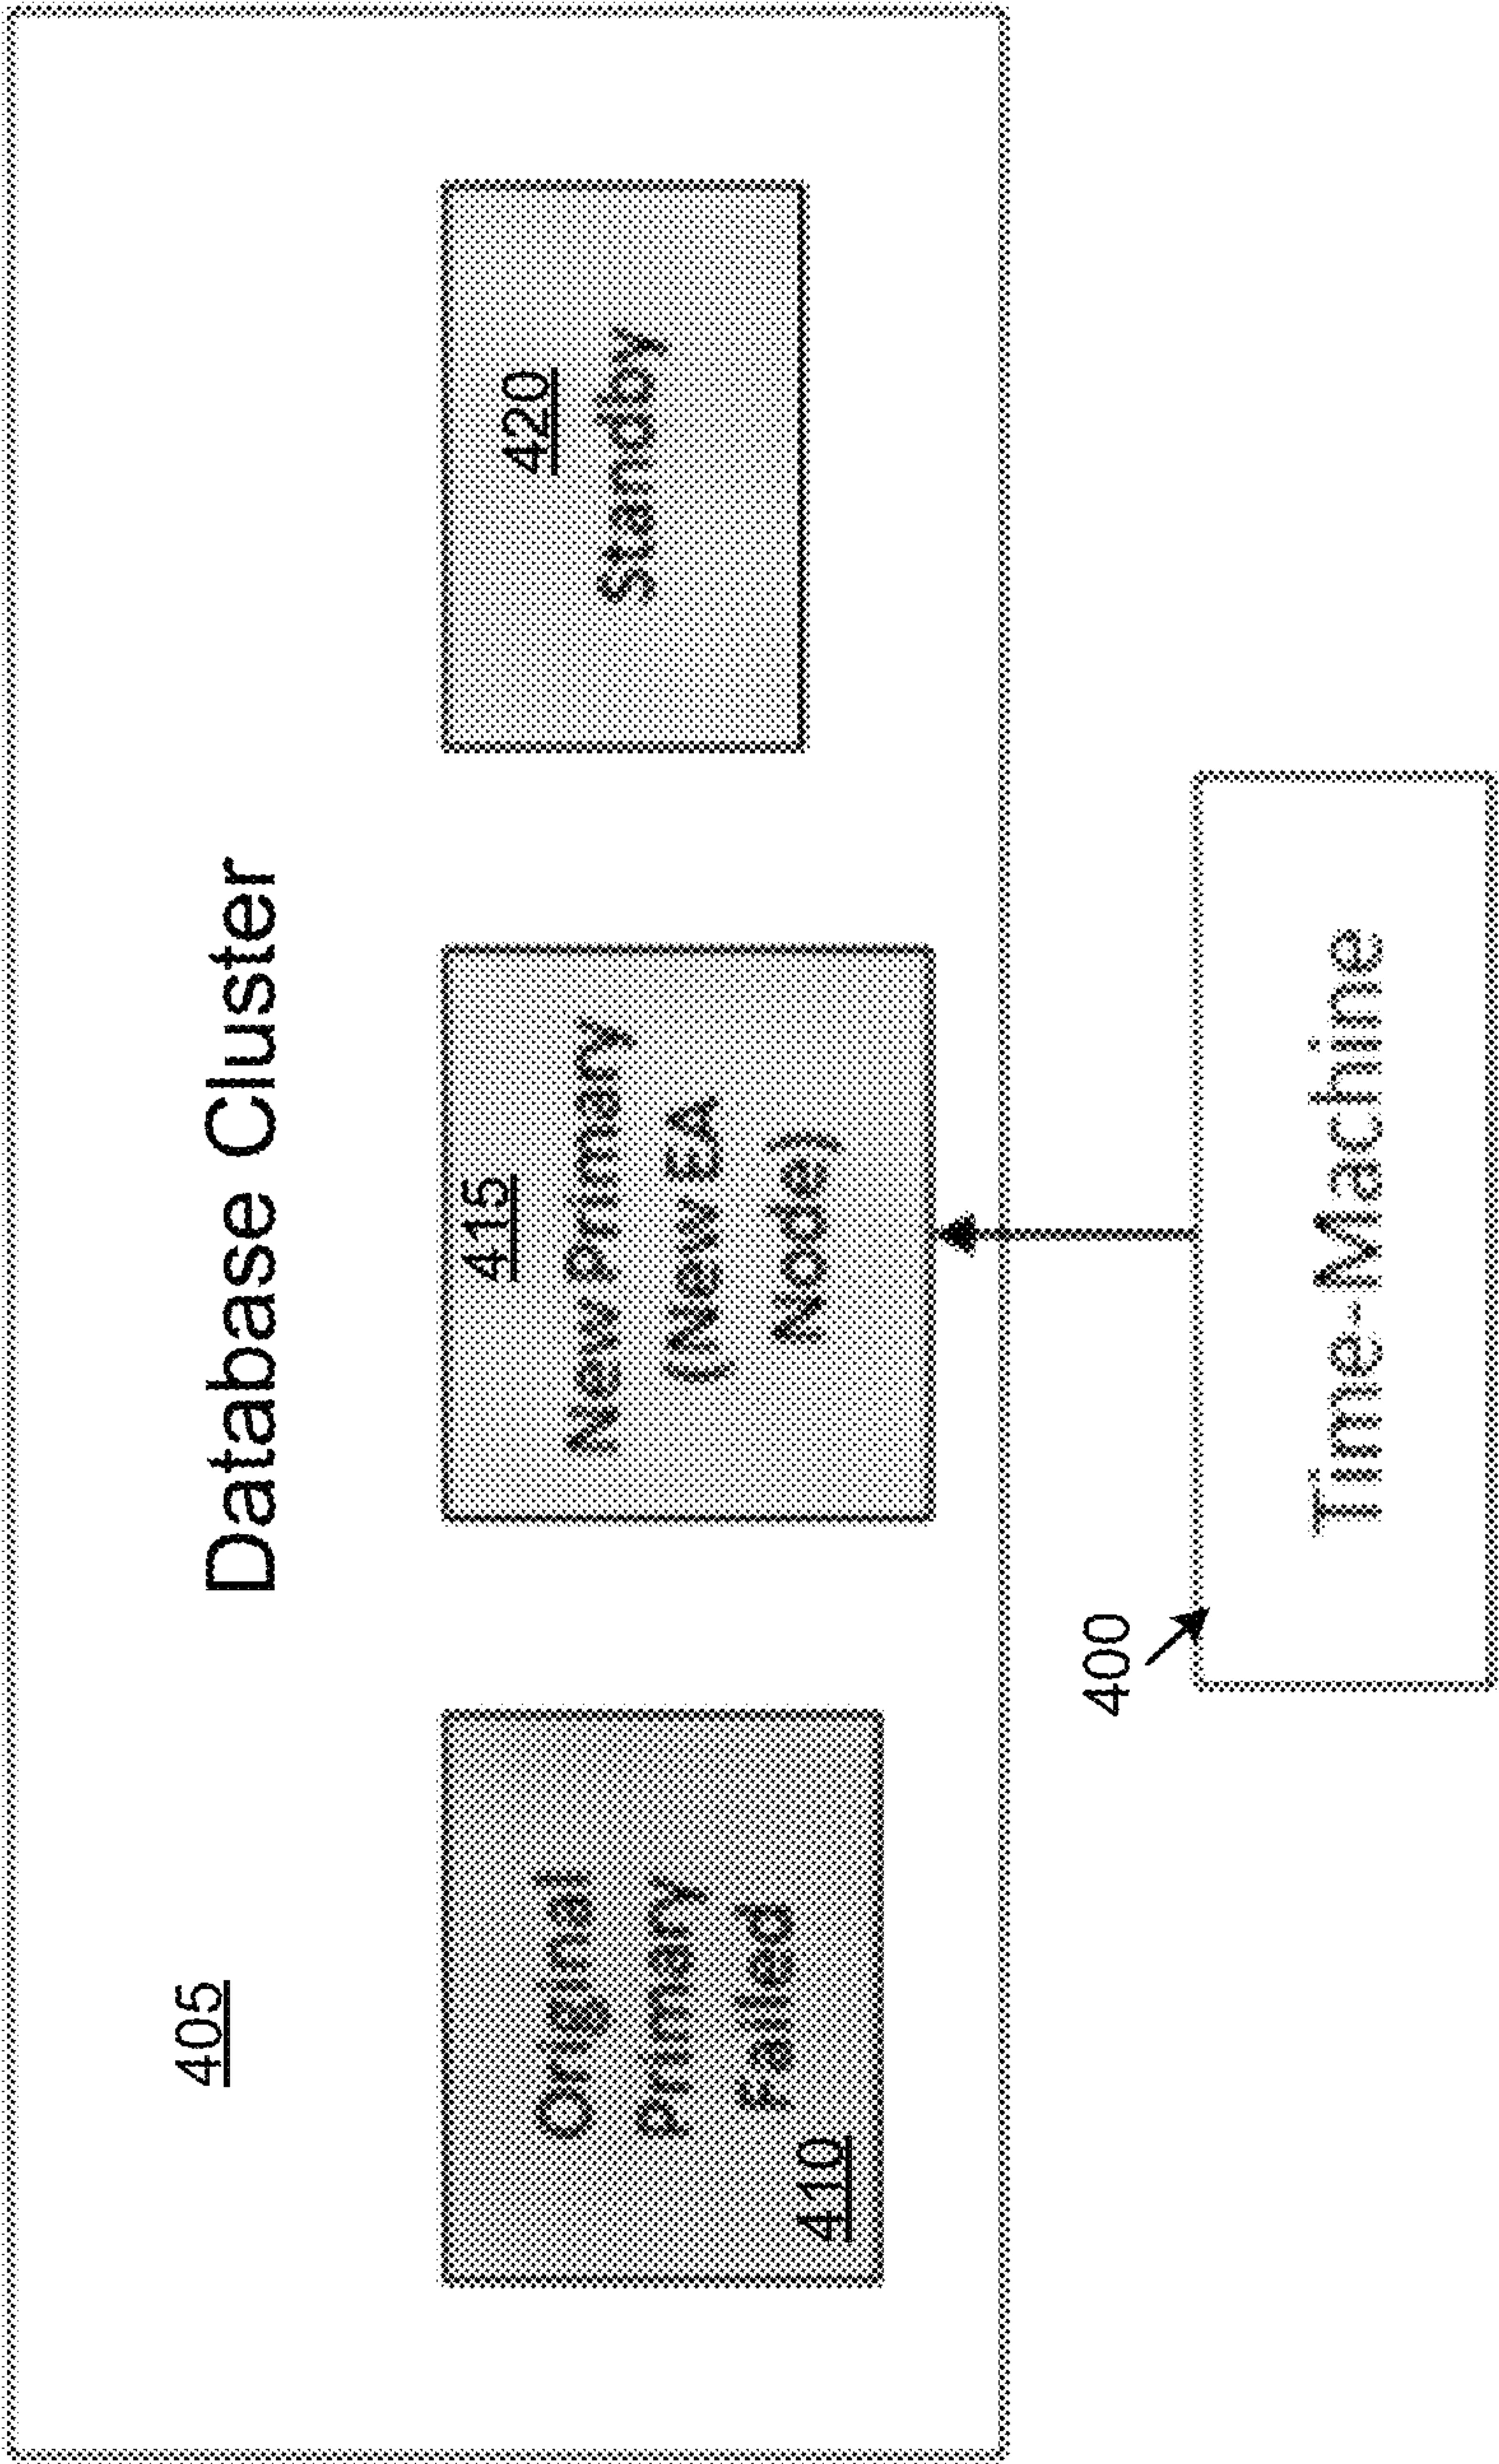 405
Database Cluster
Original
Primary
Failed
410
415
New Primary
(New EA
Node)
420
Standby
400
Time-Machine